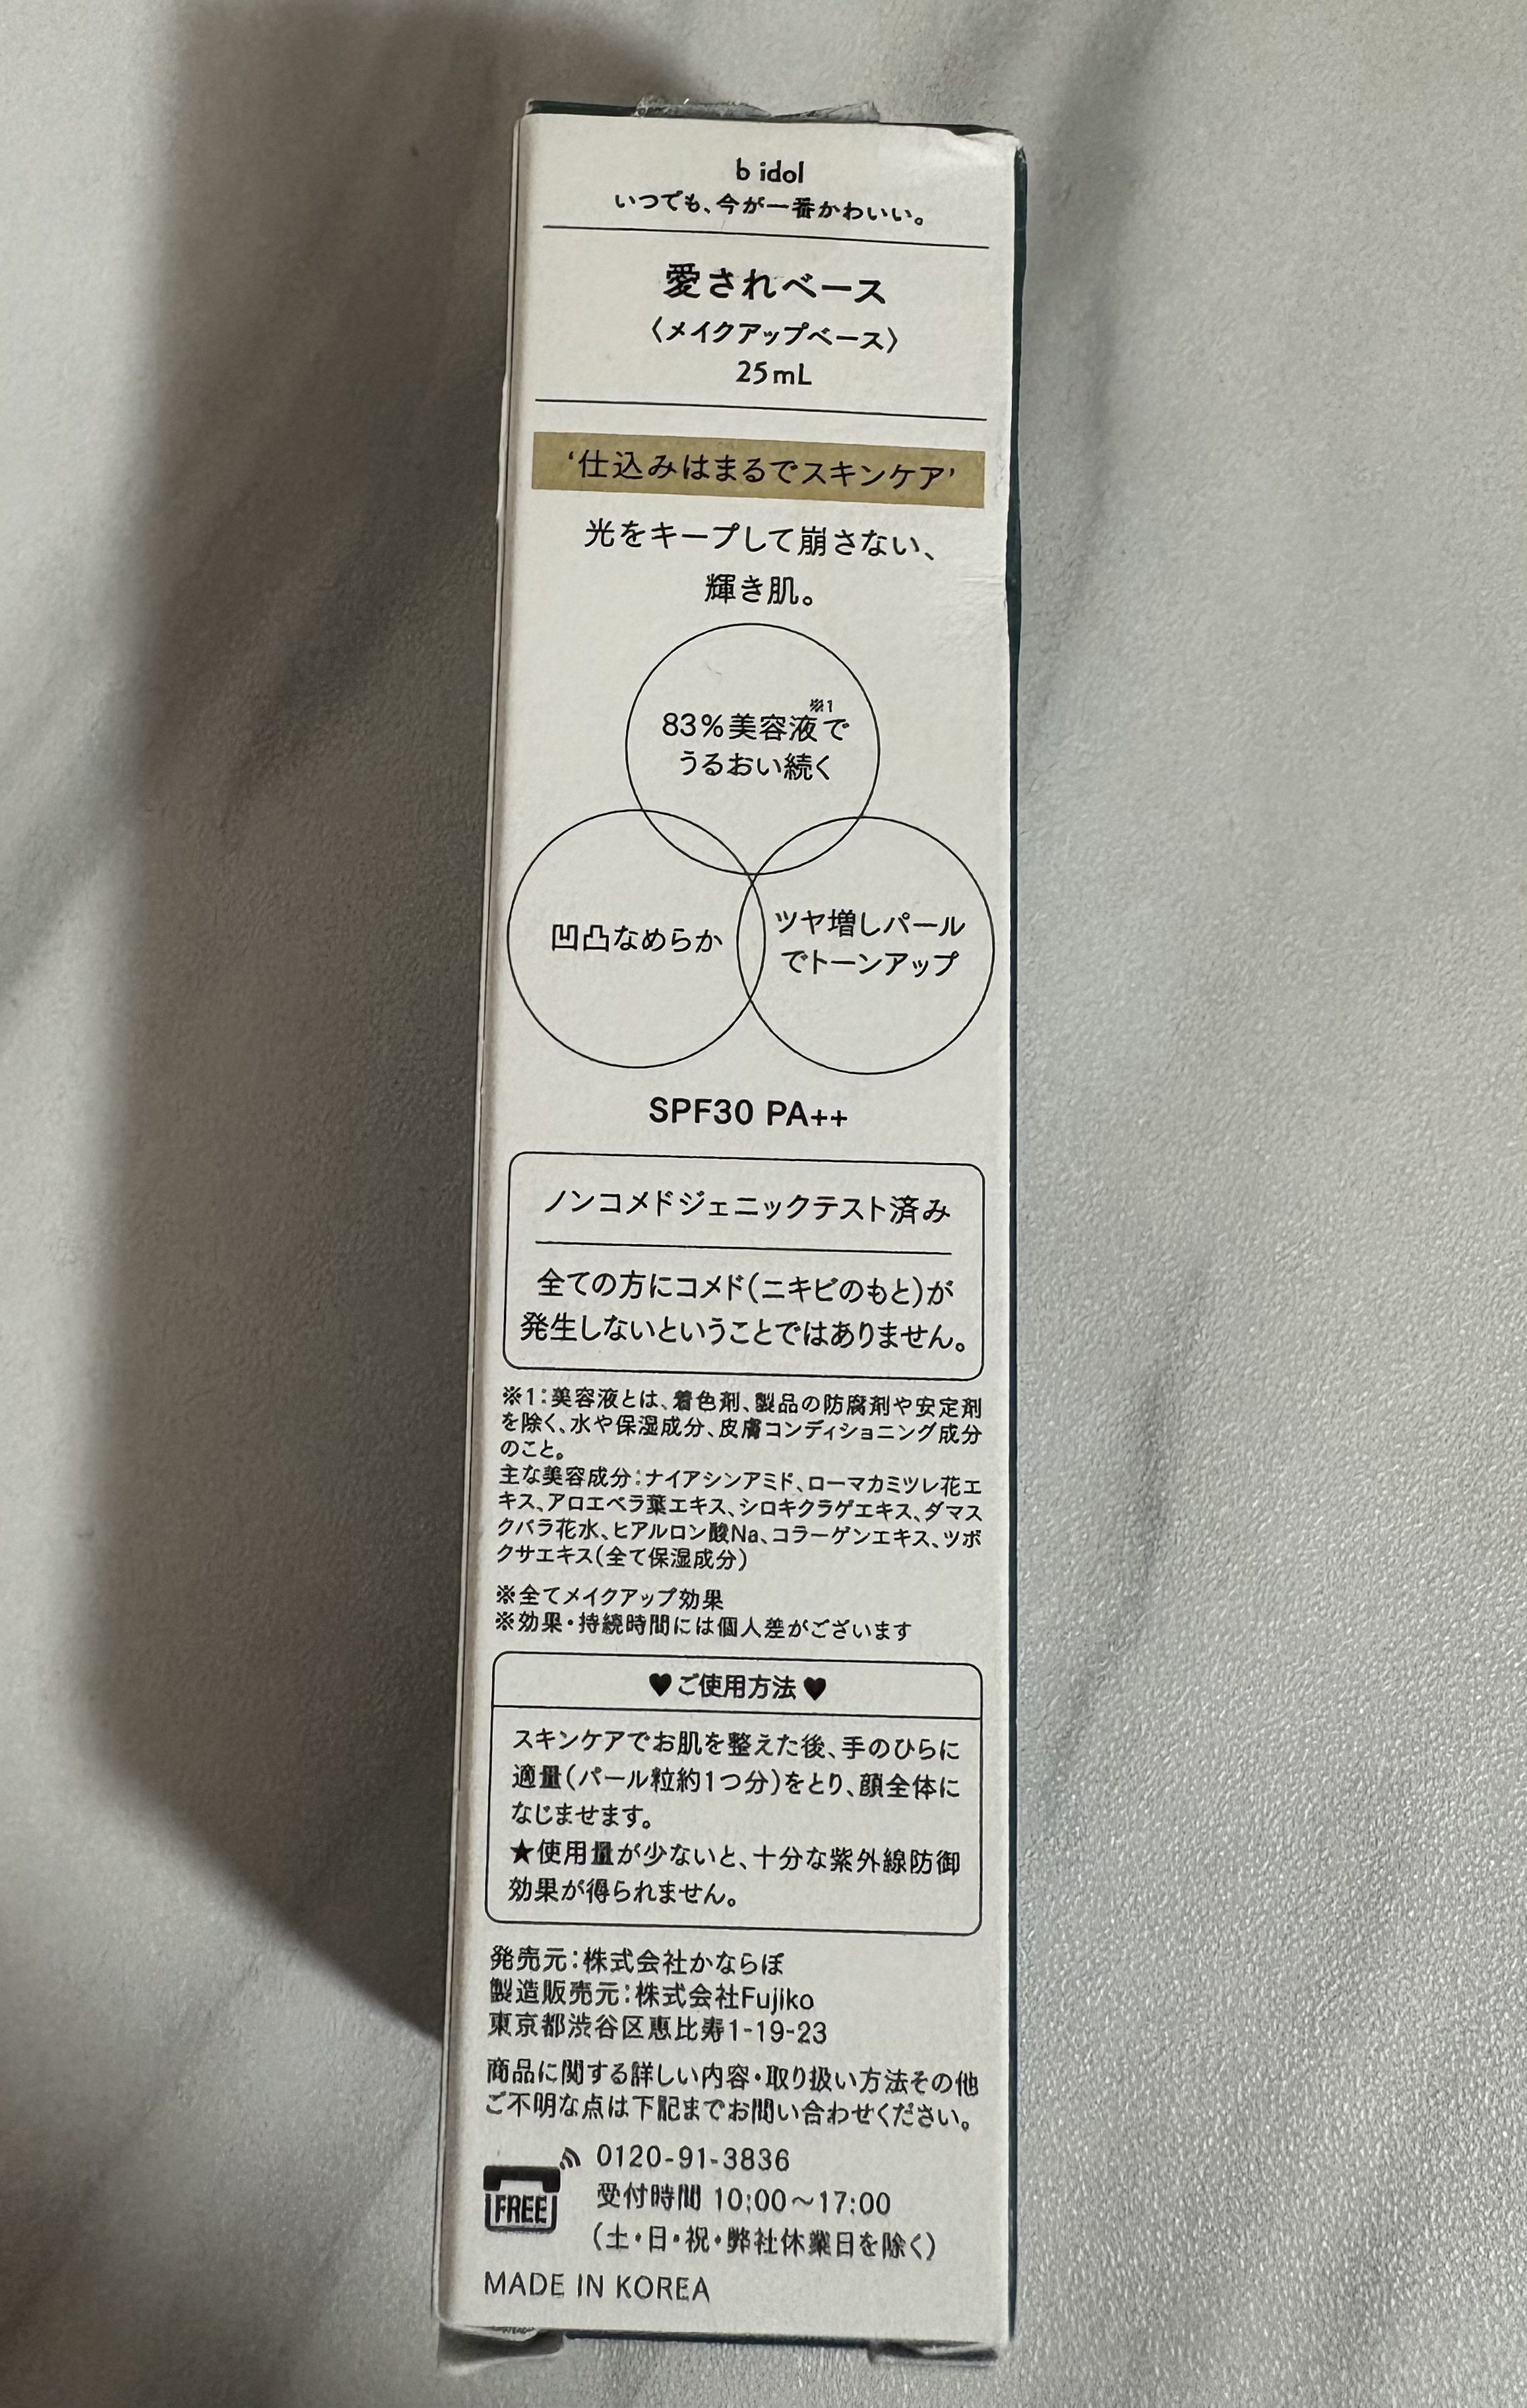 b idol
いつでも、今が一番かわいい。
愛されベース
〈メイクアップベース〉
25mL
‘仕込みはまるでスキンケア’
光をキープして崩さない、
輝き肌。
83%美容液※1で
うるおい続く
凹凸なめらか
ツヤ増しパール
でトーンアップ
SPF30 PA++
ノンコメドジェニックテスト済み
全ての方にコメド(ニキビのもと)が
発生しないということではありません。
※1:美容液とは、着色剤、製品の防腐剤や安定剤
を除く、水や保湿成分、皮膚コンディショニング成分
のこと。
主な美容成分:ナイアシンアミド、ローマカミツレ花エ
キス、アロエベラ葉エキス、シロキクラゲエキス、ダマス
クバラ花水、ヒアルロン酸Na、コラーゲンエキス、ツボ
クサエキス(全て保湿成分)
※全てメイクアップ効果
※効果・持続時間には個人差がございます
♥ご使用方法♥
スキンケアでお肌を整えた後、手のひらに
適量(パール粒約1つ分)をとり、顔全体に
なじませます。
★使用量が少ないと、十分な紫外線防御
効果が得られません。
発売元:株式会社かならぼ
製造販売元:株式会社Fujiko
東京都渋谷区恵比寿1-19-23
商品に関する詳しい内容・取り扱い方法その他
ご不明な点は下記までお問い合わせください。
FREE
0120-91-3836
受付時間 10:00〜17:00
(土・日・祝・弊社休業日を除く)
MADE IN KOREA